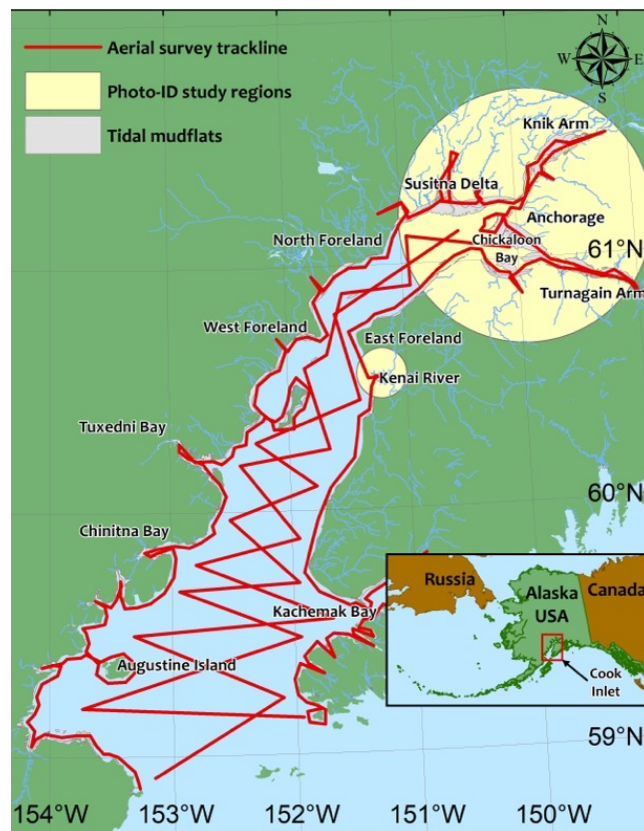 Aerial survey trackline
Photo-ID study regions
Tidal mudflats
N
W
E
S
Knik Arm
Susitna Delta
Anchorage
North Foreland
Chickaloon
Bay
61°N
Turnagain Arm
West Foreland
East Foreland
Kenai River
Tuxedni Bay
60°N
Chinitna Bay
Kachemak Bay
Augustine Island
Russia
Alaska
USA
Canada
Cook
Inlet
59°N
154°W
153°W
152°W
151°W
150°W